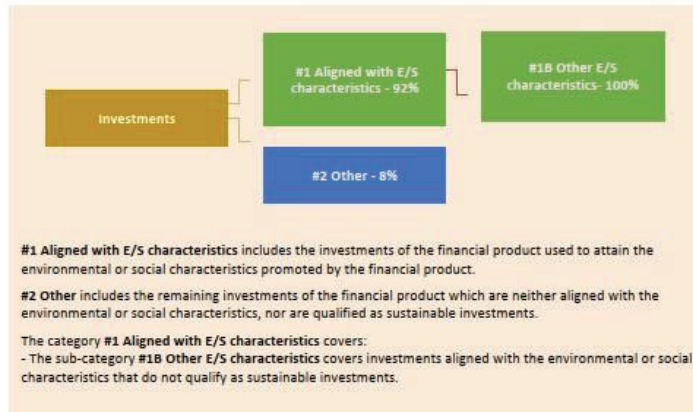 #1 Aligned with E/S
characteristics - 92%
#1B Other E/S
characteristics- 100%
Investments
#2 Other - 8%
#1 Aligned with E/S characteristics includes the investments of the financial product used to attain the
environmental or social characteristics promoted by the financial product.
#2 Other includes the remaining investments of the financial product which are neither aligned with the
environmental or social characteristics, nor are qualified as sustainable investments.
The category #1 Aligned with E/S characteristics covers:
- The sub-category #1B Other E/S characteristics covers investments aligned with the environmental or social
characteristics that do not qualify as sustainable investments.